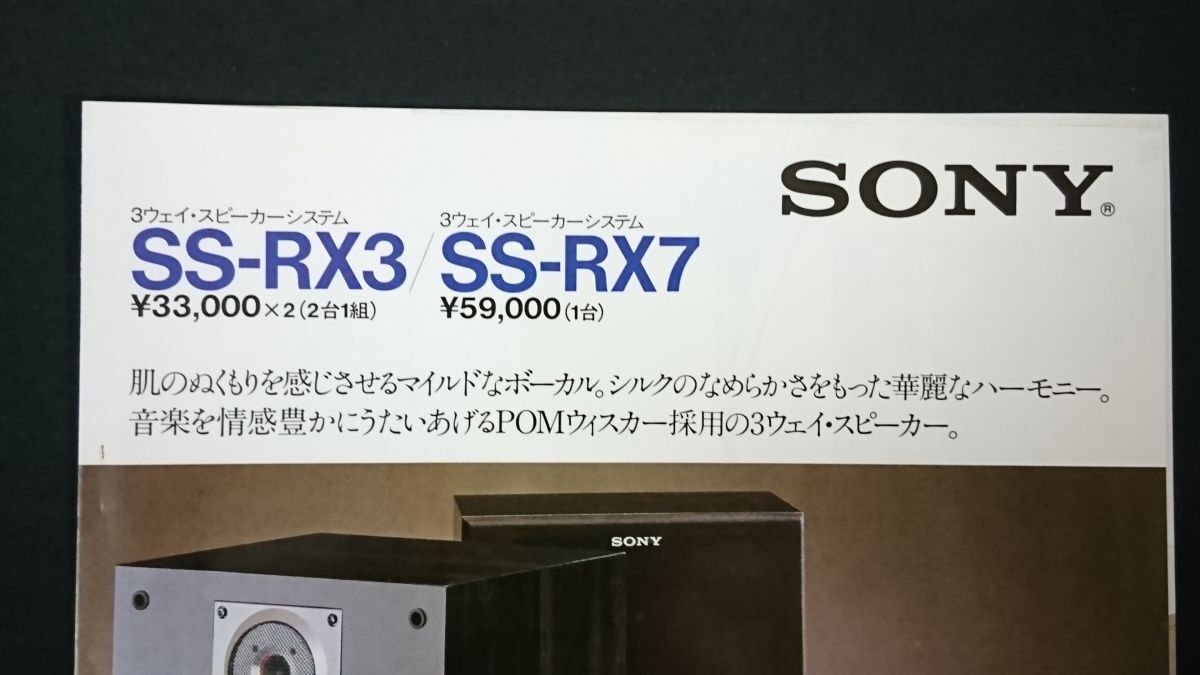 SONY®
3ウェイ・スピーカーシステム
SS-RX3
¥33,000×2(2台1組)
/
3ウェイ・スピーカーシステム
SS-RX7
¥59,000(1台)
肌のぬくもりを感じさせるマイルドなボーカル。シルクのなめらかさをもった華麗なハーモニー。
音楽を情感豊かにうたいあげるPOMウィスカー採用の3ウェイ・スピーカー。
SONY